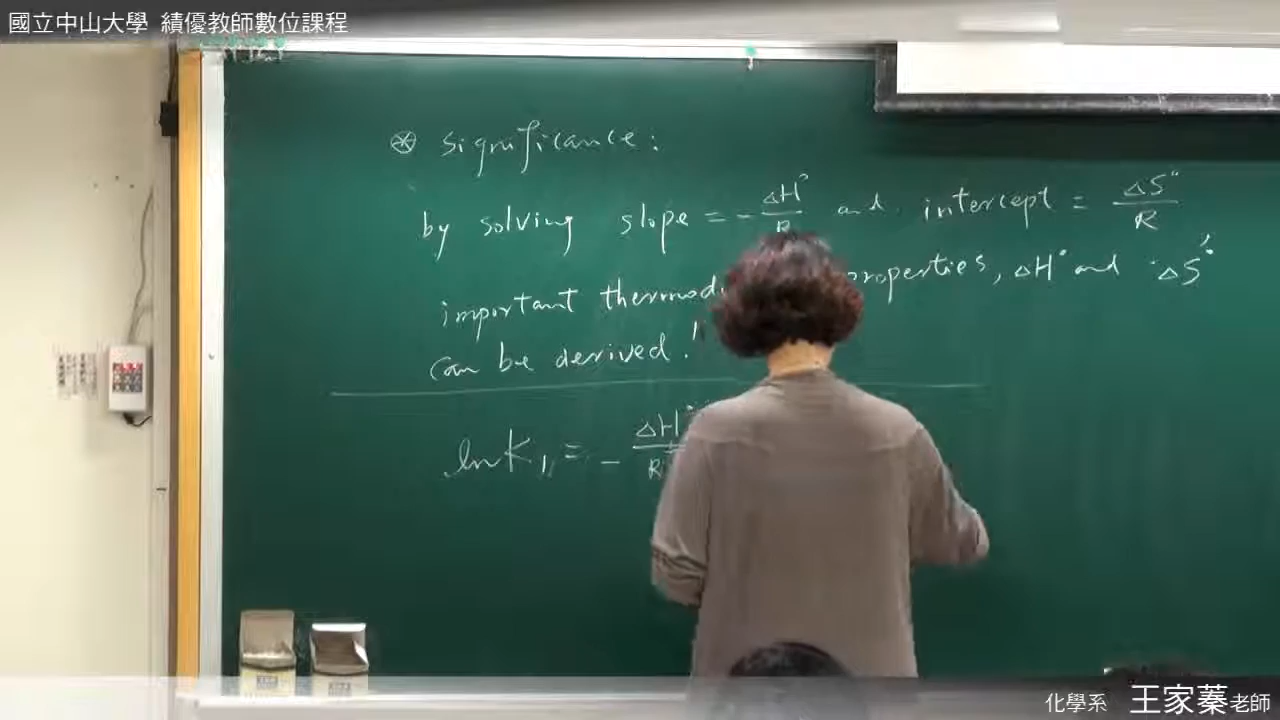 國立中山大學 績優教師數位課程
⊛ significance:
by solving slope = - ΔH°/R and intercept = ΔS°/R
important properties, ΔH° and ΔS°
can be derived!
ln K₁ = - ΔH°
化學系 王家蓁老師